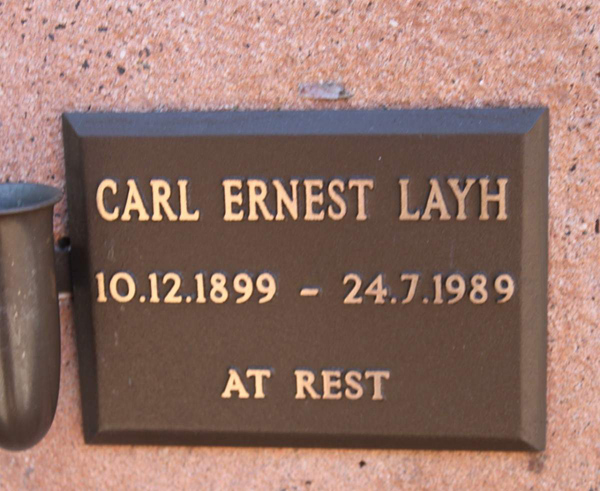 CARL ERNEST LAYH
10.12.1899 - 24.7.1989
AT REST